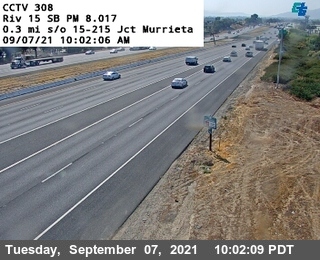 CCTV 308
Riv 15 SB PM 8.017
0.3 mi s/o 15-215 Jct Murrieta
09/07/21 10:02:06 AM
Tuesday, September 07, 2021 10:02:09 PDT